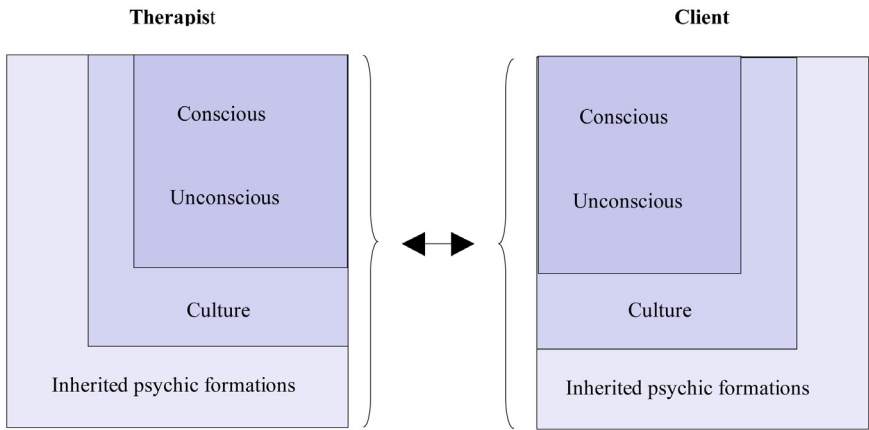 Therapist
Client
Conscious
Unconscious
Culture
Inherited psychic formations
Conscious
Unconscious
Culture
Inherited psychic formations